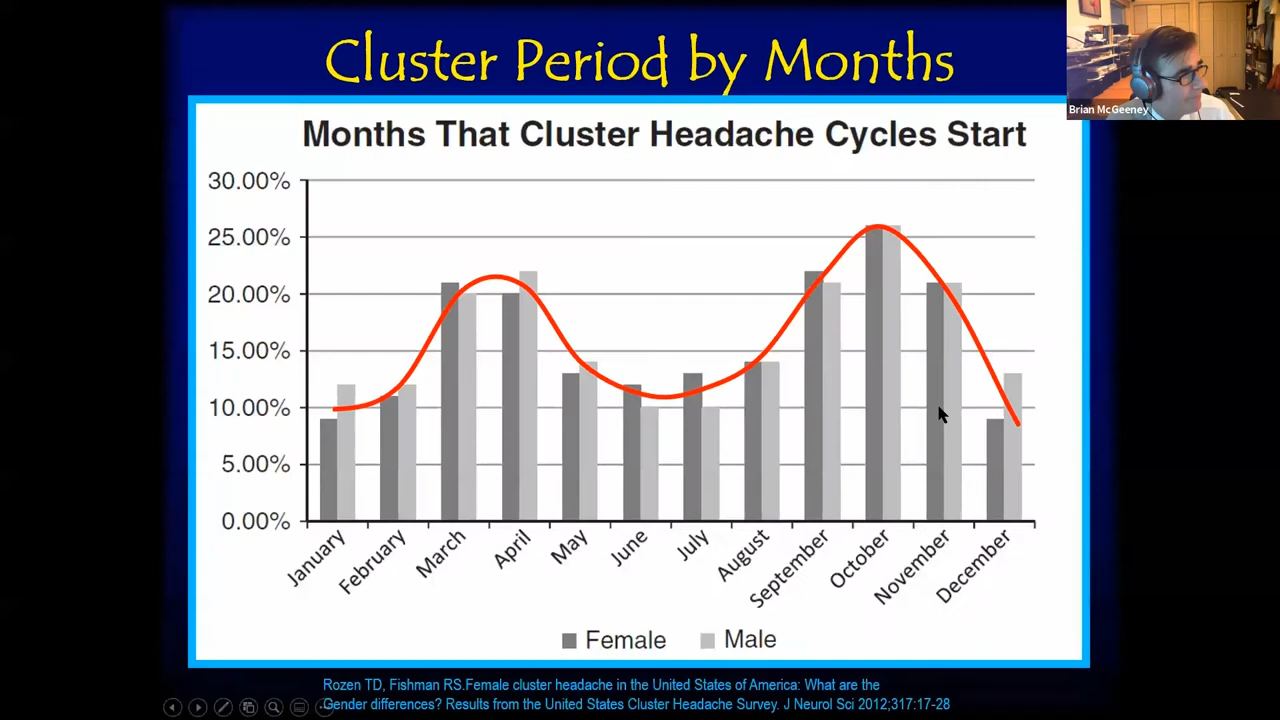 Cluster Period by Months
Brian McGeeney
Months That Cluster Headache Cycles Start
30.00%
25.00%
20.00%
15.00%
10.00%
5.00%
0.00%
January
February
March
April
May
June
July
August
September
October
November
December
Female
Male
Rozen TD, Fishman RS.Female cluster headache in the United States of America: What are the
Gender differences? Results from the United States Cluster Headache Survey. J Neurol Sci 2012;317:17-28